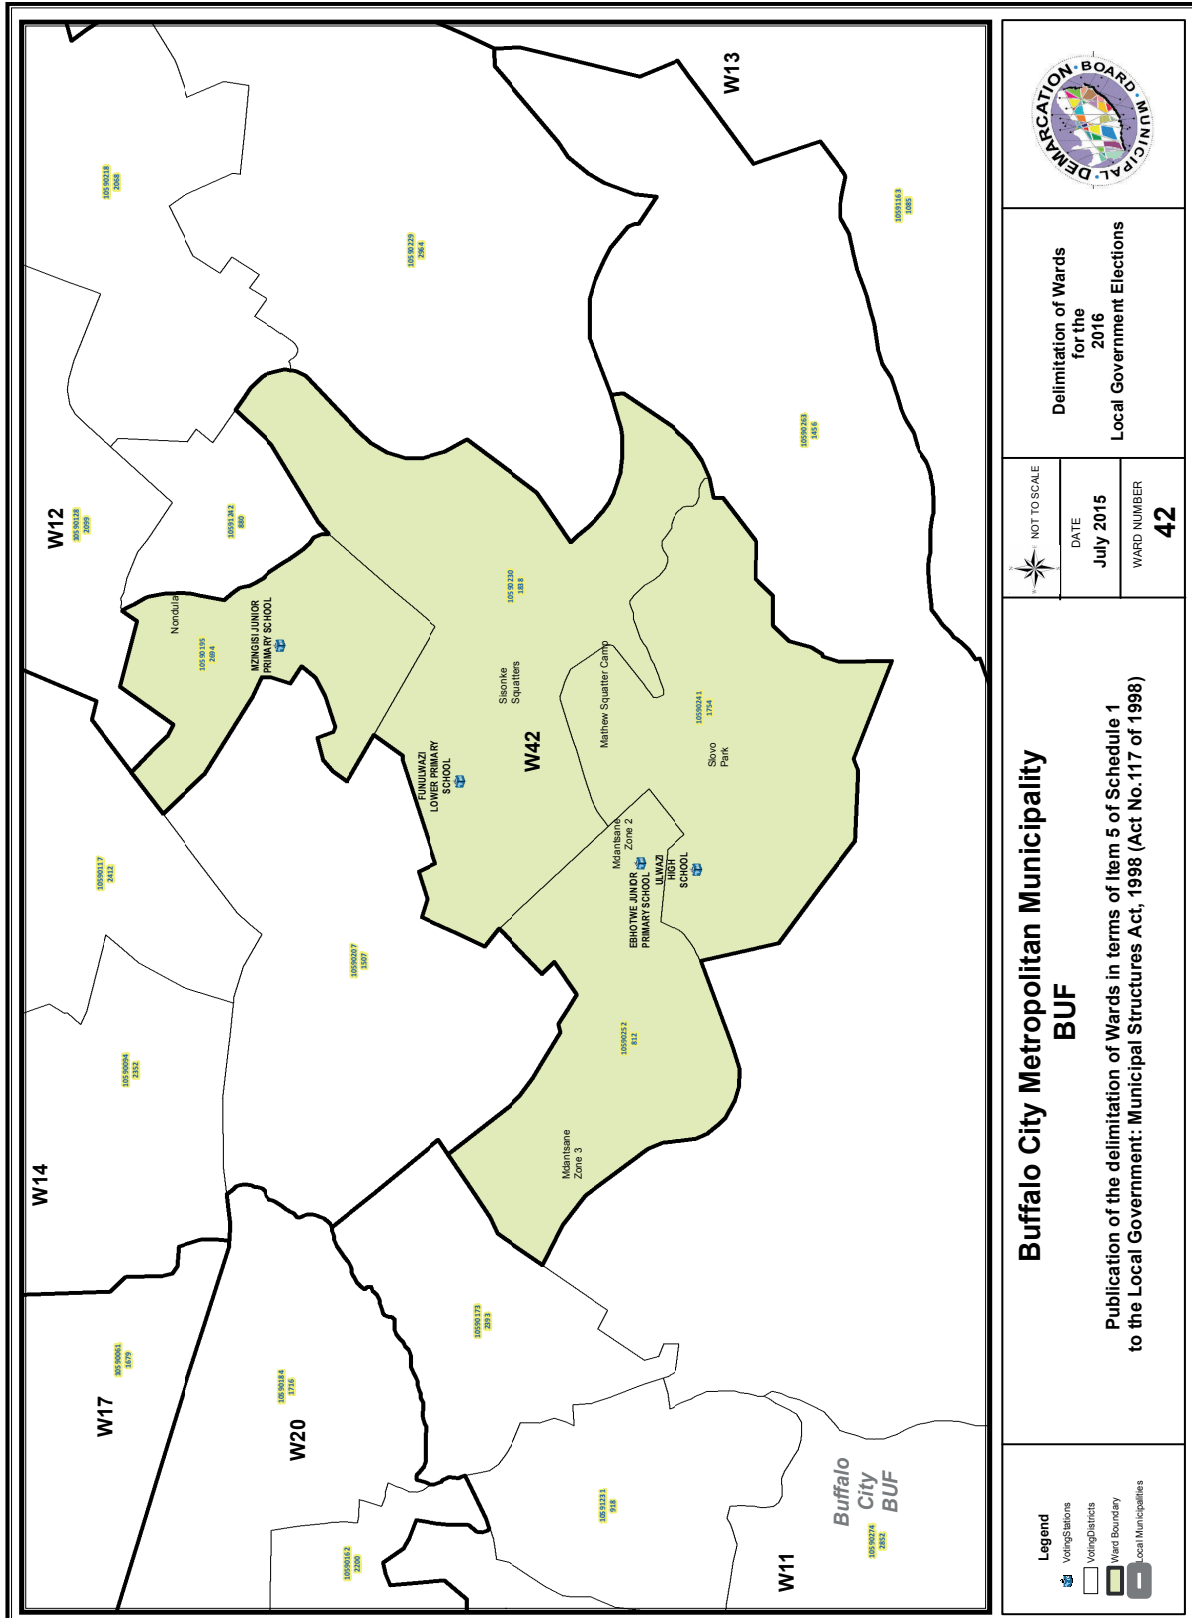 W12
W13
W14
W17
W20
W11
W42
10590218
2068
10590229
2964
10591163
1085
10590263
1456
10590128
2099
10591242
880
Nondula
10590195
2694
MZINGISI JUNIOR
PRIMARY SCHOOL
10590230
1838
Sisonke
Squatters
Mathew Squatter Camp
10590241
1754
Slovo
Park
FUNULWAZI
LOWER PRIMARY
SCHOOL
Mdantsane
Zone 2
EBHOTWE JUNIOR
PRIMARY SCHOOL
ULWAZI
HIGH
SCHOOL
10590117
2412
10590207
1507
10590252
812
10590094
2352
Mdantsane
Zone 3
10590173
2393
10590061
1679
10590184
1716
10590162
2200
10591231
918
10590274
2852
Buffalo
City
BUF
Legend
VotingStations
VotingDistricts
Ward Boundary
Local Municipalities
Buffalo City Metropolitan Municipality
BUF
Publication of the delimitation of Wards in terms of Item 5 of Schedule 1
to the Local Government: Municipal Structures Act, 1998 (Act No. 117 of 1998)
NOT TO SCALE
DATE
July 2015
WARD NUMBER
42
Delimitation of Wards
for the
2016
Local Government Elections
MUNICIPAL · DEMARCATION · BOARD